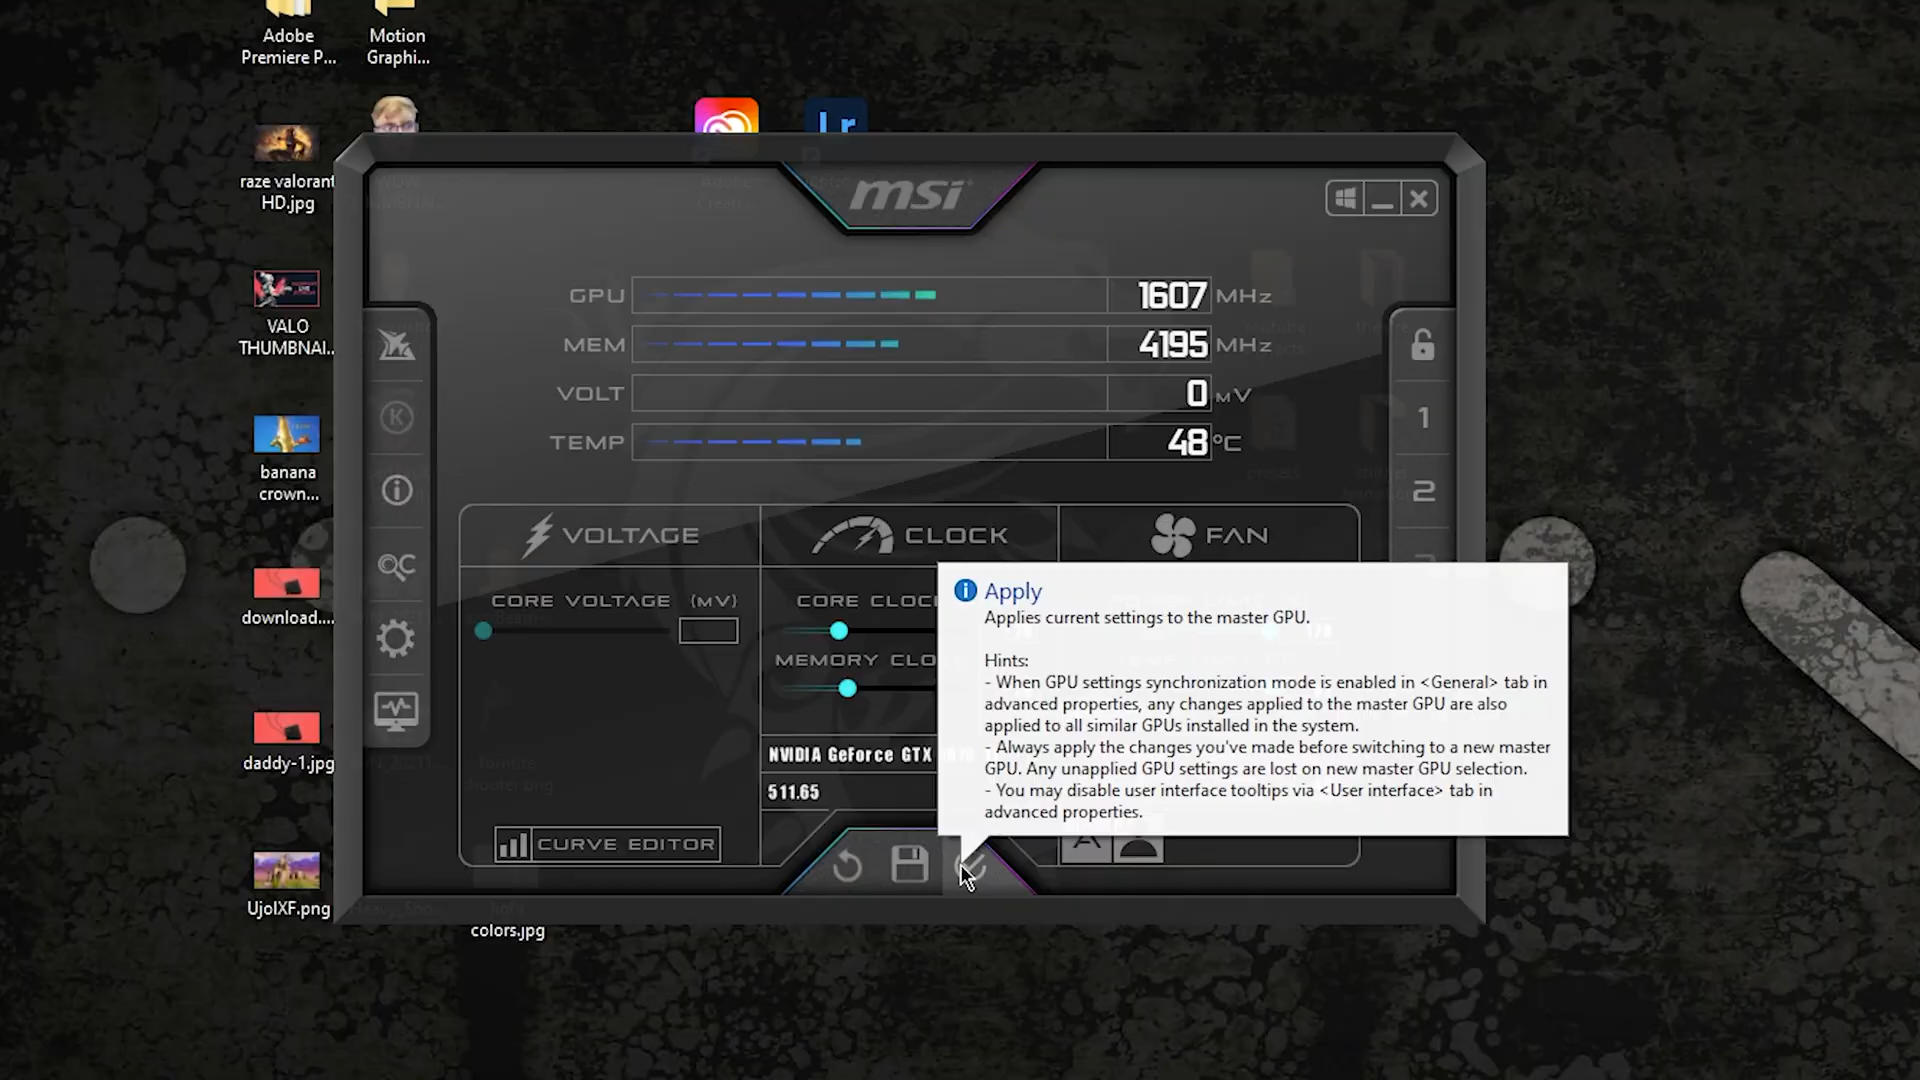 Adobe
Premiere P...
Motion
Graphi...
Lr
raze valorant
HD.jpg
VALO
THUMBNAI...
banana
crown...
download....
daddy-1.jpg
UjolXF.png
colors.jpg
msi
GPU 1607 MHz
MEM 4195 MHz
VOLT 0 MV
TEMP 48 °C
K
OC
1
2
VOLTAGE
CLOCK
FAN
CORE VOLTAGE (MV)
CORE CLOC
MEMORY CLO
NVIDIA GeForce GTX
511.65
CURVE EDITOR
A
Apply
Applies current settings to the master GPU.
Hints:
- When GPU settings synchronization mode is enabled in <General> tab in
advanced properties, any changes applied to the master GPU are also
applied to all similar GPUs installed in the system.
- Always apply the changes you've made before switching to a new master
GPU. Any unapplied GPU settings are lost on new master GPU selection.
- You may disable user interface tooltips via <User interface> tab in
advanced properties.